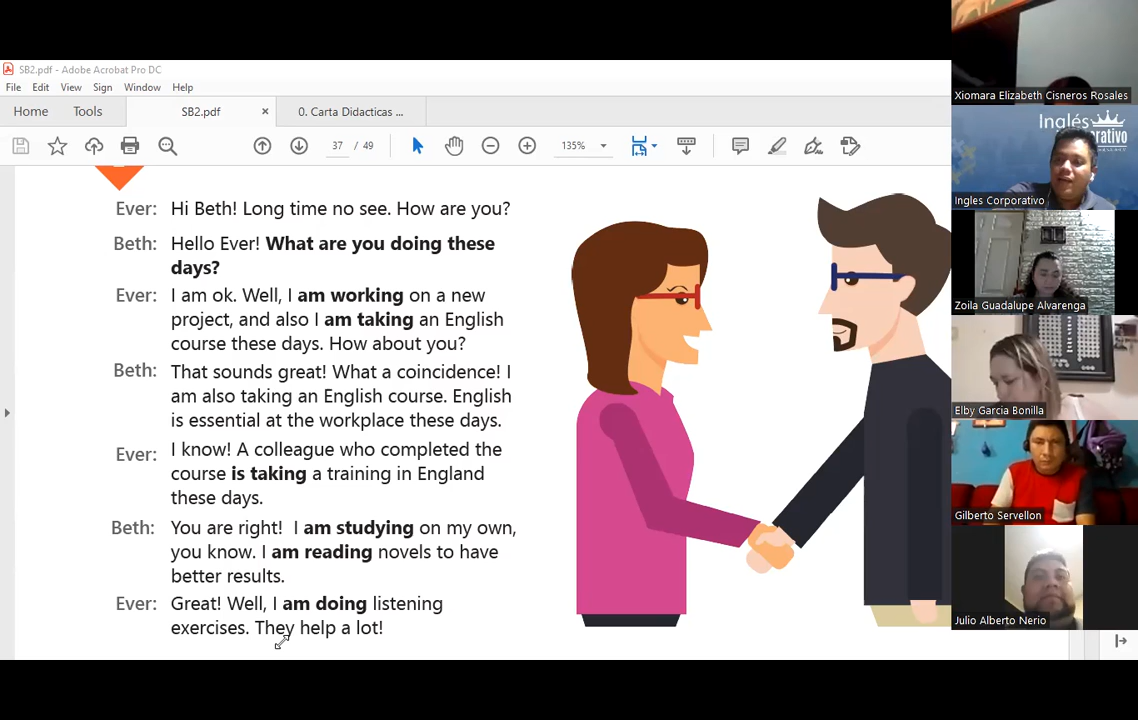 SB2.pdf - Adobe Acrobat Pro DC
File Edit View Sign Window Help
Home Tools SB2.pdf × 0. Carta Didacticas ...
37 / 49 135%
Ever: Hi Beth! Long time no see. How are you?
Beth: Hello Ever! What are you doing these
days?
Ever: I am ok. Well, I am working on a new
project, and also I am taking an English
course these days. How about you?
Beth: That sounds great! What a coincidence! I
am also taking an English course. English
is essential at the workplace these days.
Ever: I know! A colleague who completed the
course is taking a training in England
these days.
Beth: You are right! I am studying on my own,
you know. I am reading novels to have
better results.
Ever: Great! Well, I am doing listening
exercises. They help a lot!
Xiomara Elizabeth Cisneros Rosales
Inglés
Ingles Corporativo
Zoila Guadalupe Alvarenga
Elby Garcia Bonilla
Gilberto Servellon
Julio Alberto Nerio